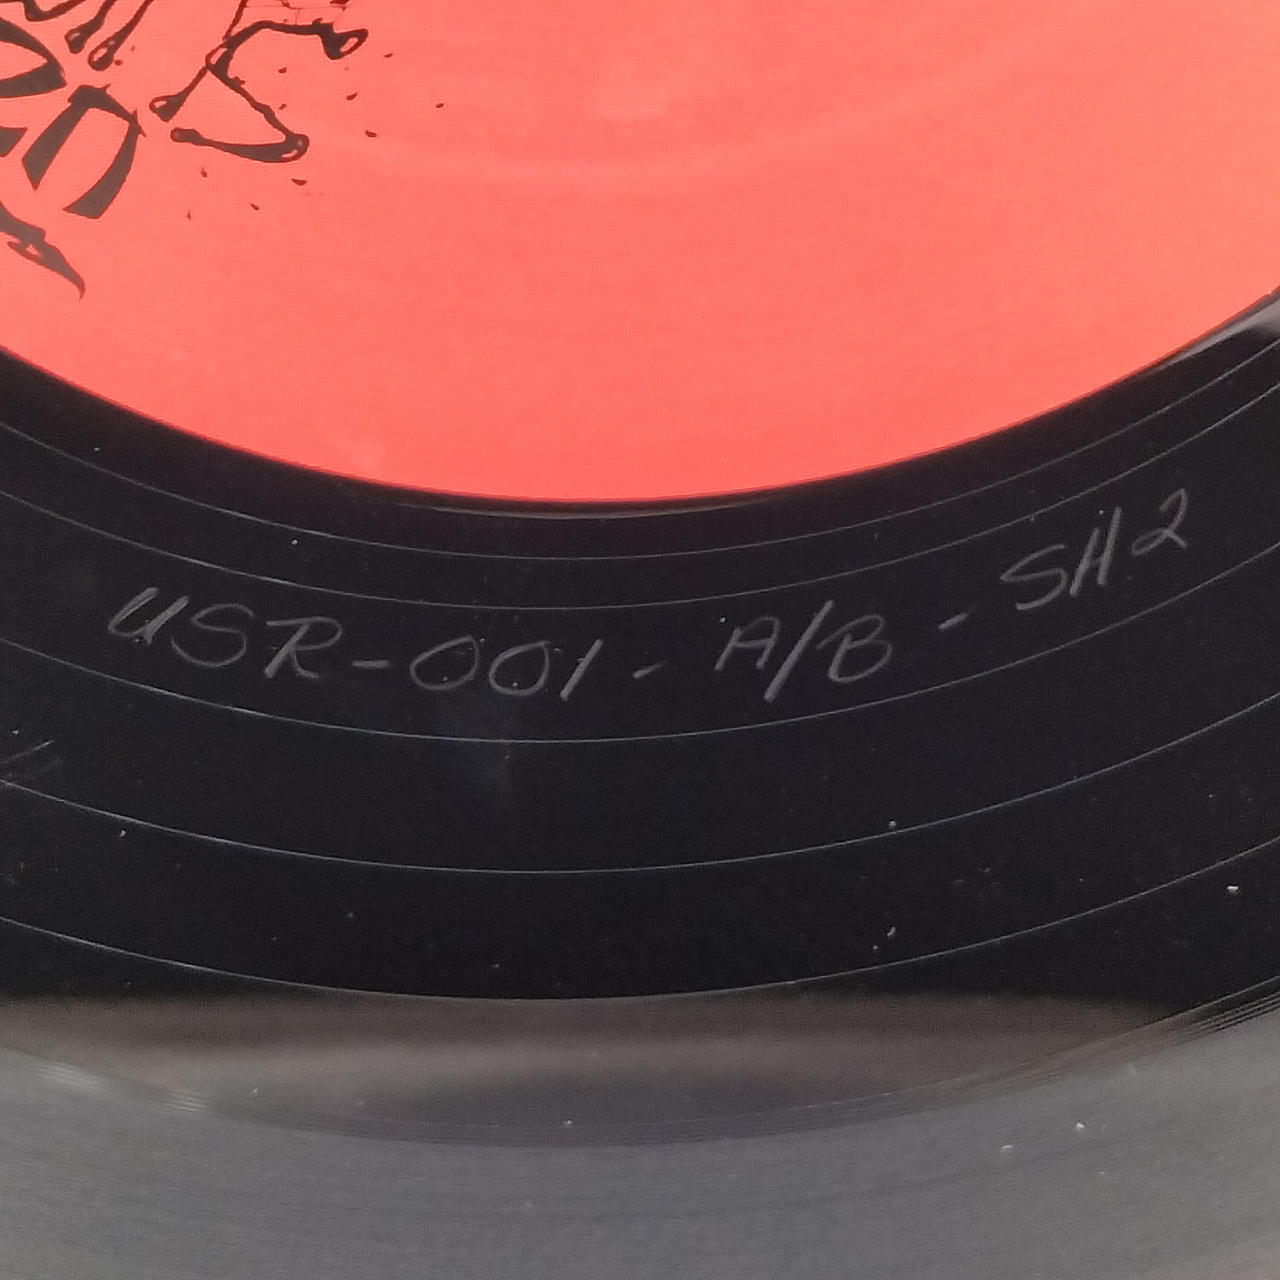 USR-001- A/B - SH2